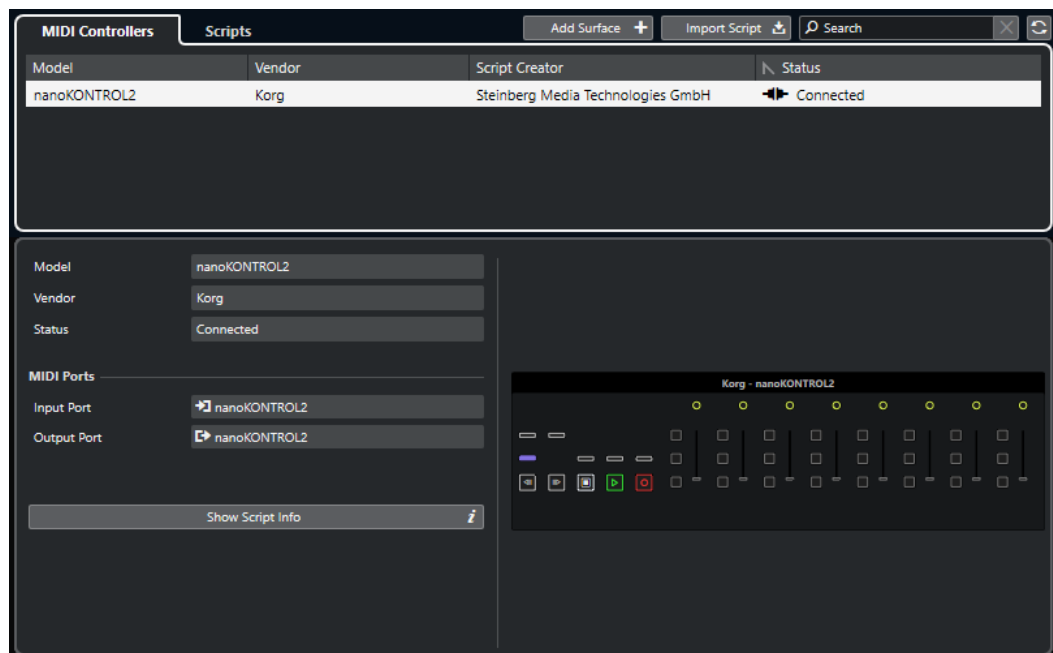 MIDI Controllers Scripts Add Surface Import Script Search
Model Vendor Script Creator Status
nanoKONTROL2 Korg Steinberg Media Technologies GmbH Connected
Model nanoKONTROL2
Vendor Korg
Status Connected
MIDI Ports
Input Port nanoKONTROL2
Output Port nanoKONTROL2
Show Script Info i
Korg - nanoKONTROL2